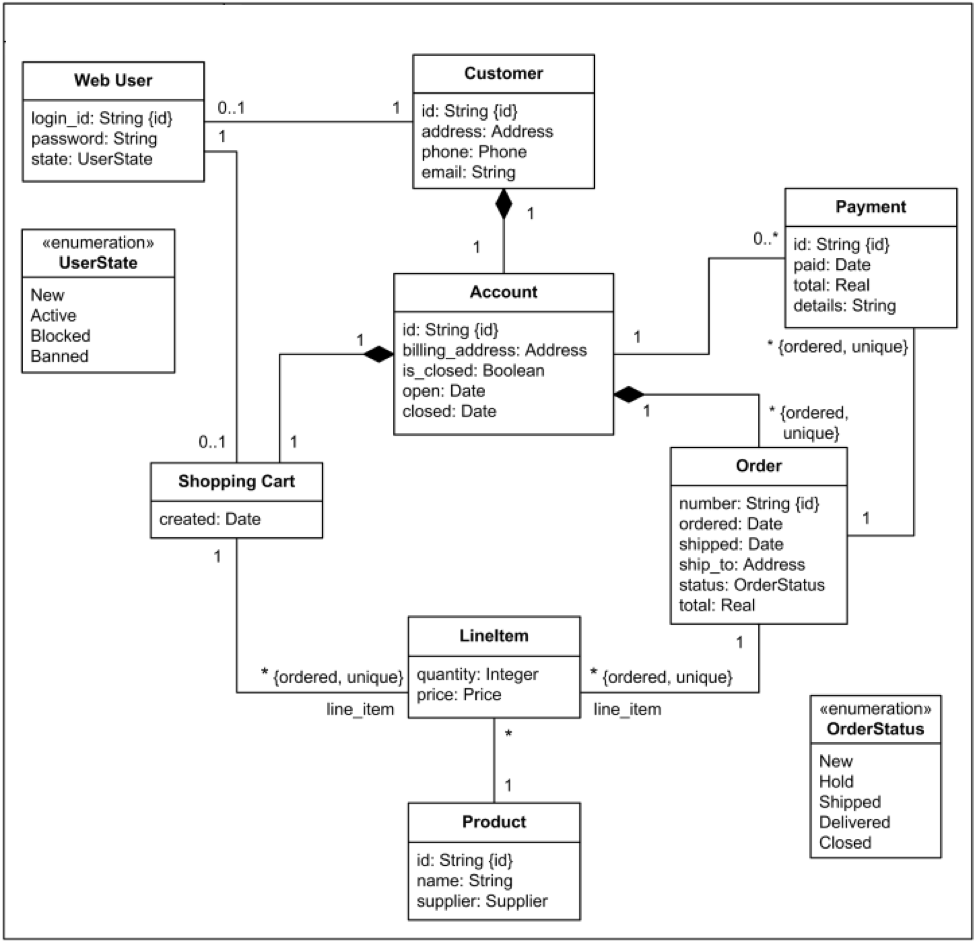 Web User
login_id: String {id}
password: String
state: UserState
0..1
1
1
Customer
id: String {id}
address: Address
phone: Phone
email: String
1
1
«enumeration»
UserState
New
Active
Blocked
Banned
Account
id: String {id}
billing_address: Address
is_closed: Boolean
open: Date
closed: Date
Payment
id: String {id}
paid: Date
total: Real
details: String
0..*
1
* {ordered, unique}
1
1
* {ordered,
unique}
1
0..1
1
Shopping Cart
created: Date
1
Order
number: String {id}
ordered: Date
shipped: Date
ship_to: Address
status: OrderStatus
total: Real
1
1
LineItem
quantity: Integer
price: Price
* {ordered, unique}
line_item
* {ordered, unique}
line_item
*
1
Product
id: String {id}
name: String
supplier: Supplier
«enumeration»
OrderStatus
New
Hold
Shipped
Delivered
Closed